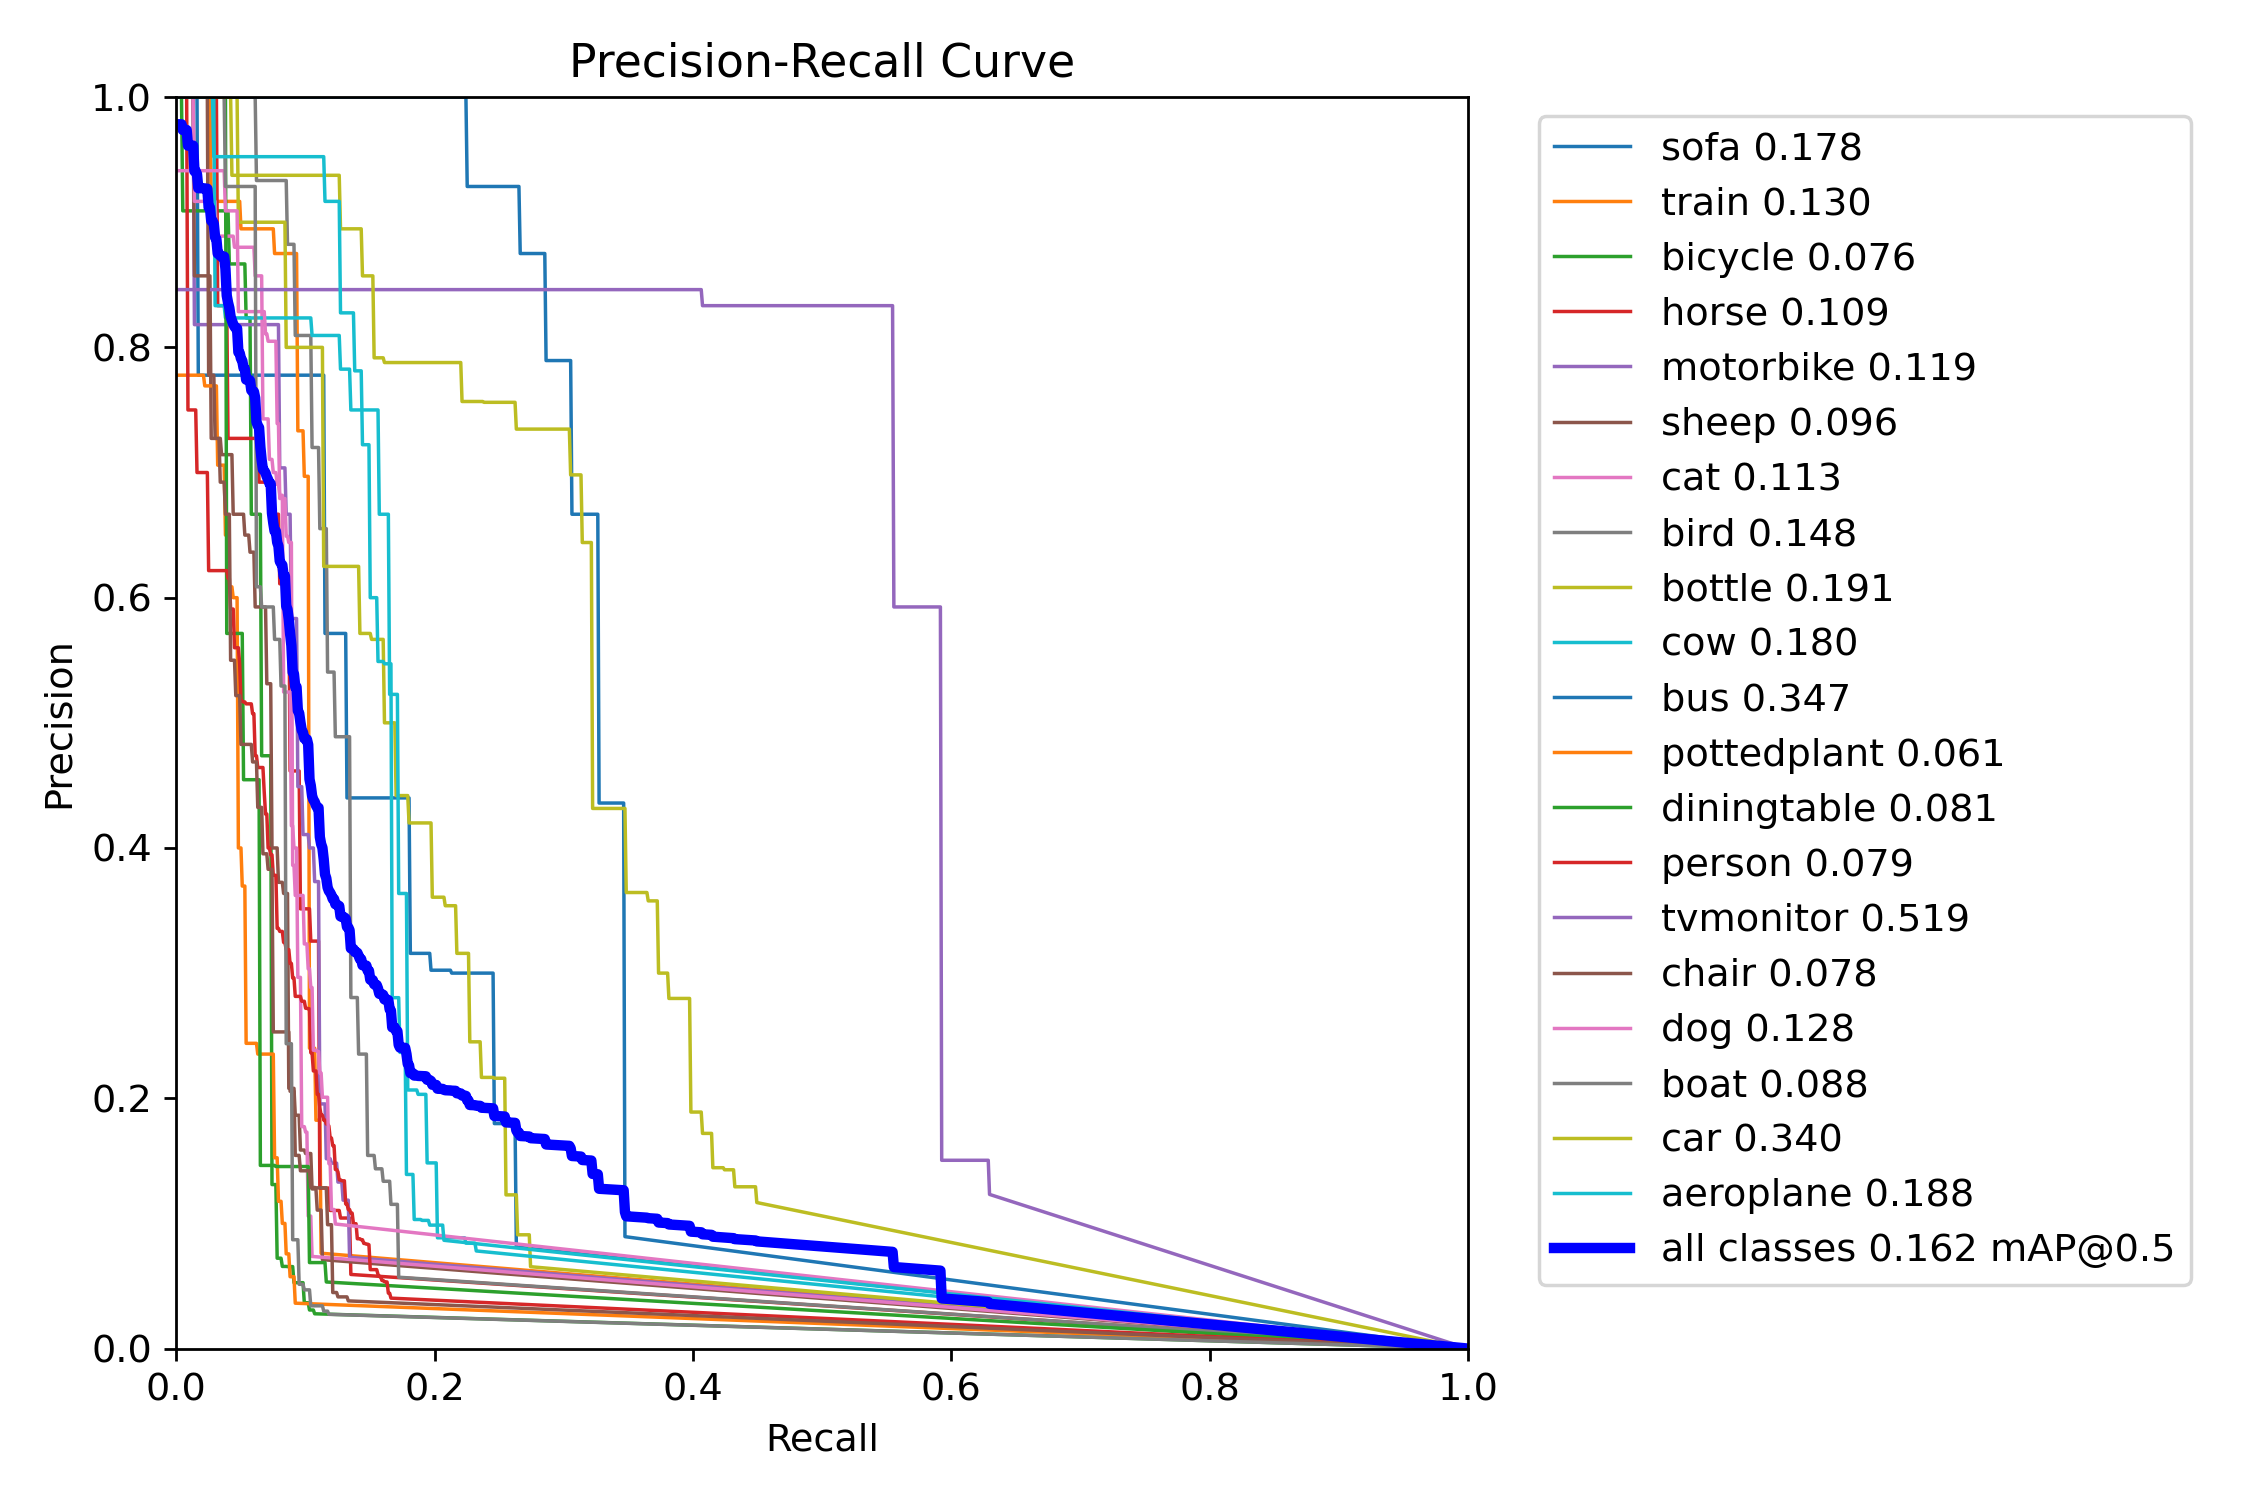 Precision-Recall Curve
1.0
0.8
0.6
0.4
0.2
0.0
Precision
0.0 0.2 0.4 0.6 0.8 1.0
Recall
sofa 0.178
train 0.130
bicycle 0.076
horse 0.109
motorbike 0.119
sheep 0.096
cat 0.113
bird 0.148
bottle 0.191
cow 0.180
bus 0.347
pottedplant 0.061
diningtable 0.081
person 0.079
tvmonitor 0.519
chair 0.078
dog 0.128
boat 0.088
car 0.340
aeroplane 0.188
all classes 0.162 mAP@0.5